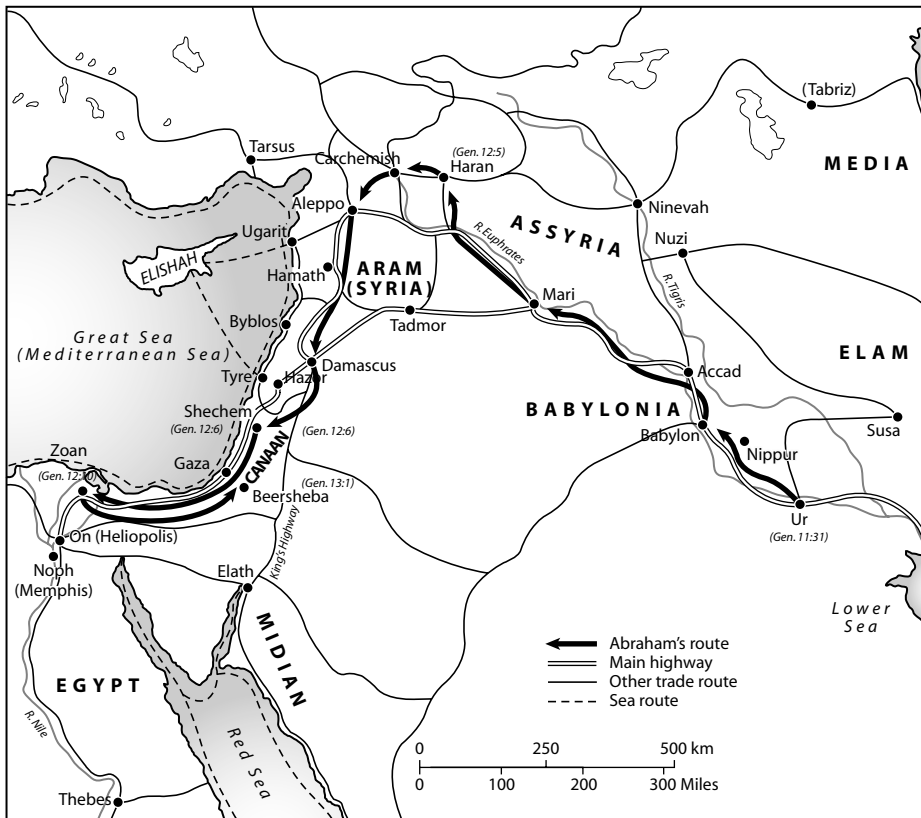 (Tabriz)
Tarsus
(Gen. 12:5)
MEDIA
Carchemish
Haran
Aleppo
Ninevah
ASSYRIA
Ugarit
Nuzi
R.Euphrates
ELISHAH
Hamath
ARAM
(SYRIA)
R.Tigris
Mari
Byblos
Tadmor
Great Sea
(Mediterranean Sea)
ELAM
Damascus
Accad
Tyre
Hazor
Shechem
(Gen. 12:6)
(Gen. 12:6)
BABYLONIA
Babylon
Susa
Zoan
(Gen. 12:10)
Gaza
CANAAN
Nippur
(Gen. 13:1)
Beersheba
Ur
(Gen. 11:31)
On (Heliopolis)
King's Highway
Noph
(Memphis)
Elath
Lower
Sea
MIDIAN
EGYPT
R.Nile
Red Sea
Thebes
Abraham's route
Main highway
Other trade route
Sea route
0 250 500 km
0 100 200 300 Miles